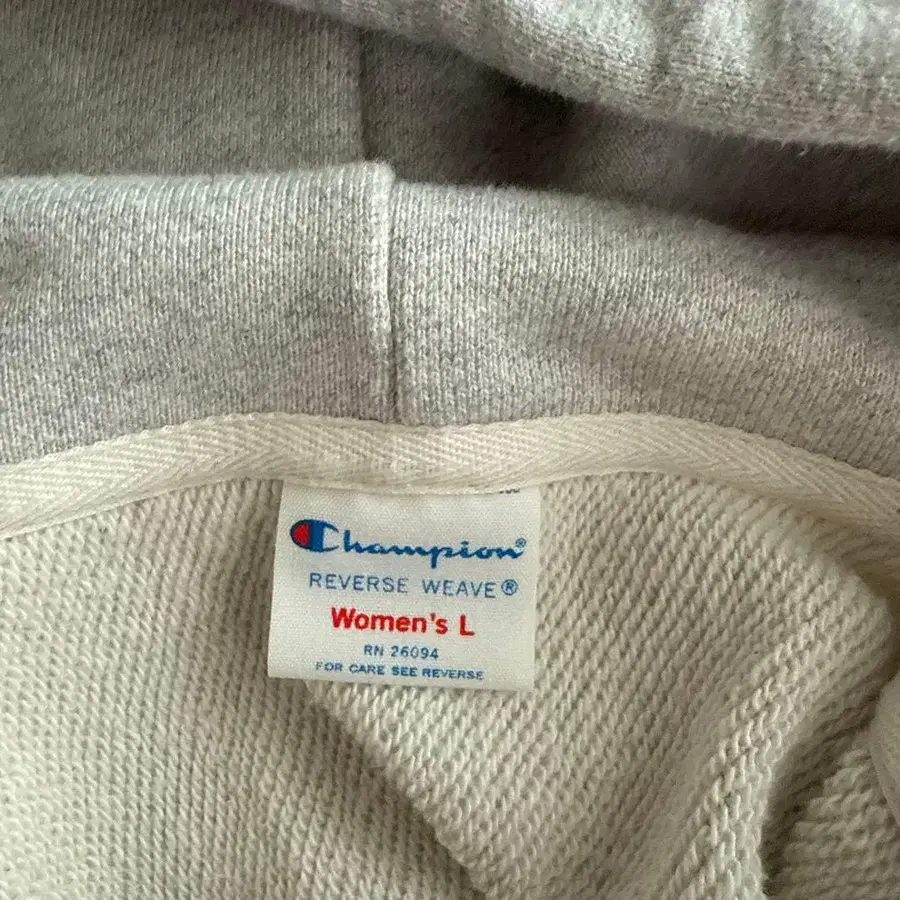 Champion®
REVERSE WEAVE®
Women's L
RN 26094
FOR CARE SEE REVERSE